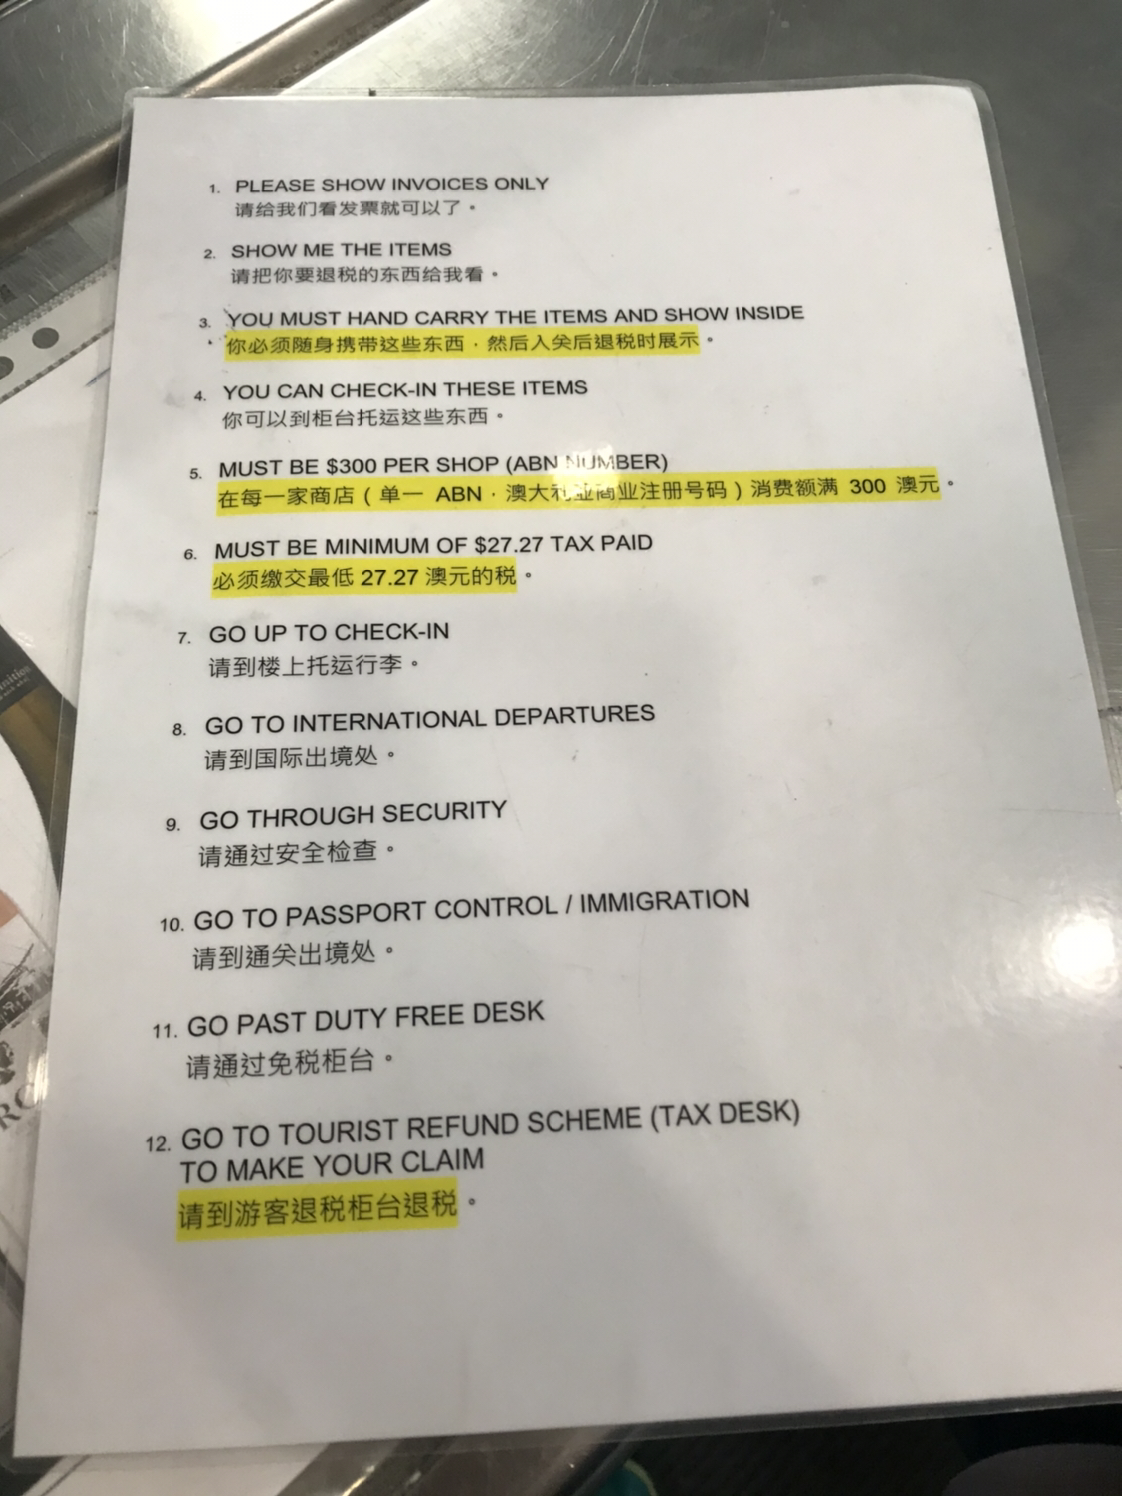 1. PLEASE SHOW INVOICES ONLY
请给我们看发票就可以了。
2. SHOW ME THE ITEMS
请把你要退税的东西给我看。
3. YOU MUST HAND CARRY THE ITEMS AND SHOW INSIDE
你必须随身携带这些东西，然后入关后退税时展示。
4. YOU CAN CHECK-IN THESE ITEMS
你可以到柜台托运这些东西。
5. MUST BE $300 PER SHOP (ABN NUMBER)
在每一家商店（单一 ABN，澳大利亚商业注册号码）消费额满 300 澳元。
6. MUST BE MINIMUM OF $27.27 TAX PAID
必须缴交最低 27.27 澳元的税。
7. GO UP TO CHECK-IN
请到楼上托运行李。
8. GO TO INTERNATIONAL DEPARTURES
请到国际出境处。
9. GO THROUGH SECURITY
请通过安全检查。
10. GO TO PASSPORT CONTROL / IMMIGRATION
请到通关出境处。
11. GO PAST DUTY FREE DESK
请通过免税柜台。
12. GO TO TOURIST REFUND SCHEME (TAX DESK)
TO MAKE YOUR CLAIM
请到游客退税柜台退税。